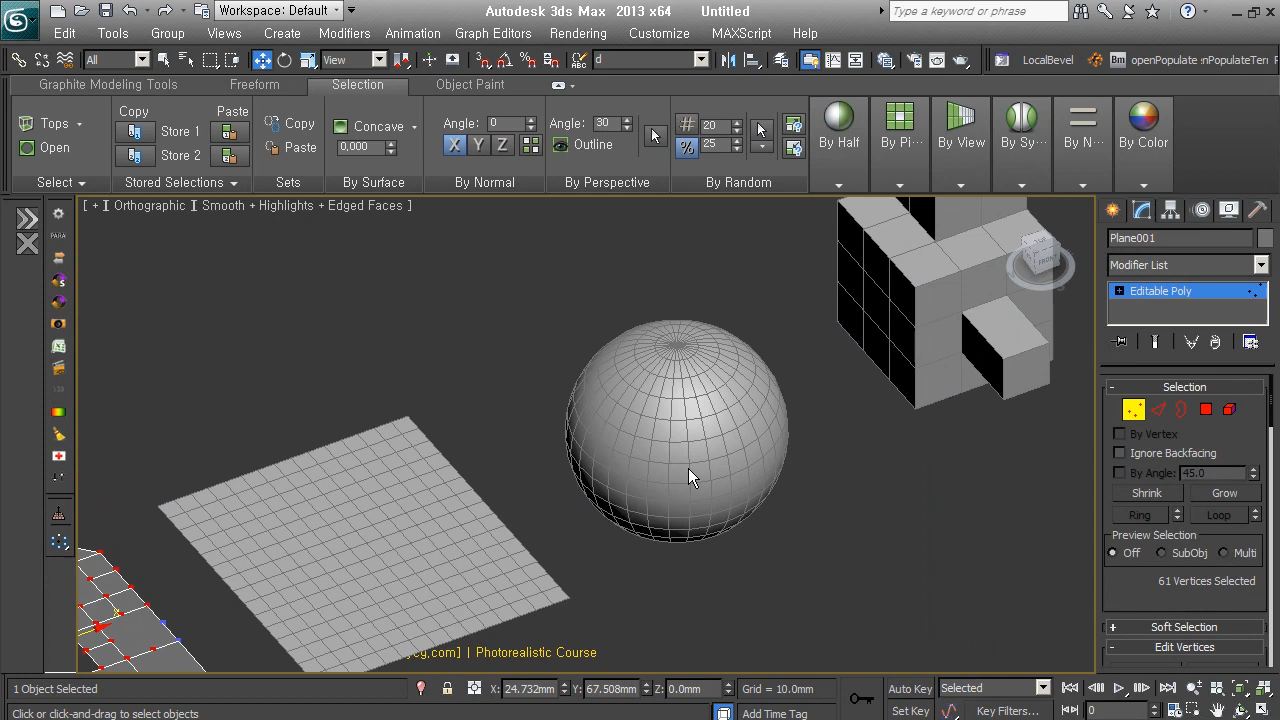 Workspace: Default
Autodesk 3ds Max 2013 x64 Untitled
Type a keyword or phrase
Edit Tools Group Views Create Modifiers Animation Graph Editors Rendering Customize MAXScript Help
All View d LocalBevel openPopulate
Graphite Modeling Tools Freeform Selection Object Paint
Copy Paste
Tops Store 1 Copy Concave Angle: 0 Angle: 30 # 20
Open Store 2 Paste 0,000 X Y Z Outline % 25
By Half By View By Color
Select Stored Selections Sets By Surface By Normal By Perspective By Random
[ + ] Orthographic ] Smooth + Highlights + Edged Faces ]
PARA
FRONT
Plane001
Modifier List
Editable Poly
- Selection
By Vertex
Ignore Backfacing
By Angle: 45.0
Shrink Grow
Ring Loop
Preview Selection
Off SubObj Multi
61 Vertices Selected
+ Soft Selection
- Edit Vertices
cg,com] | Photorealistic Course
1 Object Selected X: 24.732mm Y: 67.508mm Z: 0.0mm Grid = 10.0mm Auto Key Selected
Click or click-and-drag to select objects Add Time Tag Set Key Key Filters... 0